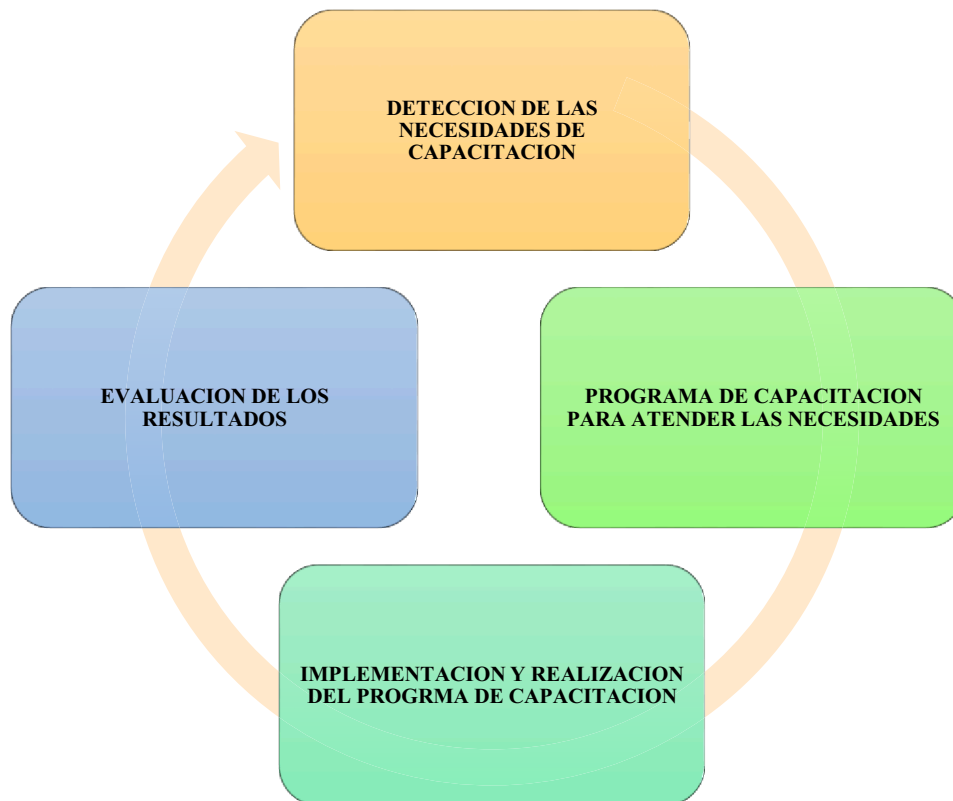 DETECCION DE LAS
NECESIDADES DE
CAPACITACION
PROGRAMA DE CAPACITACION
PARA ATENDER LAS NECESIDADES
IMPLEMENTACION Y REALIZACION
DEL PROGRMA DE CAPACITACION
EVALUACION DE LOS
RESULTADOS